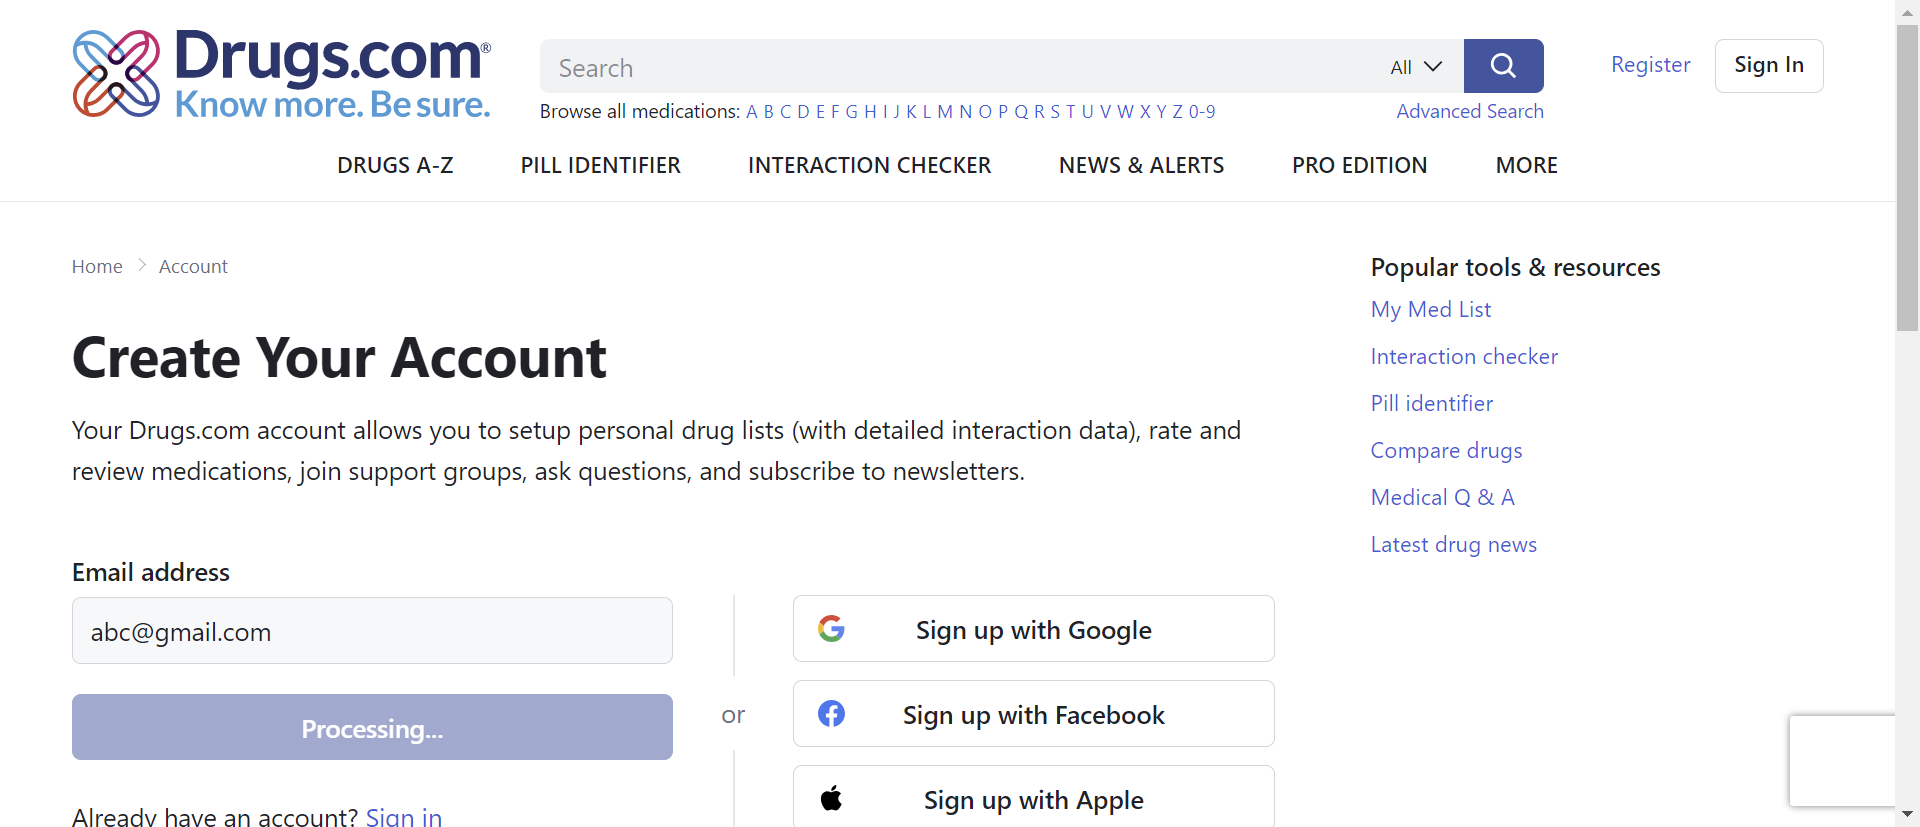 Drugs.com®
Know more. Be sure.
Search
All
Register
Sign In
Browse all medications: A B C D E F G H I J K L M N O P Q R S T U V W X Y Z 0-9
Advanced Search
DRUGS A-Z
PILL IDENTIFIER
INTERACTION CHECKER
NEWS & ALERTS
PRO EDITION
MORE
Home
Account
Create Your Account
Your Drugs.com account allows you to setup personal drug lists (with detailed interaction data), rate and
review medications, join support groups, ask questions, and subscribe to newsletters.
Email address
abc@gmail.com
Processing...
Already have an account? Sign in
or
Sign up with Google
Sign up with Facebook
Sign up with Apple
Popular tools & resources
My Med List
Interaction checker
Pill identifier
Compare drugs
Medical Q & A
Latest drug news